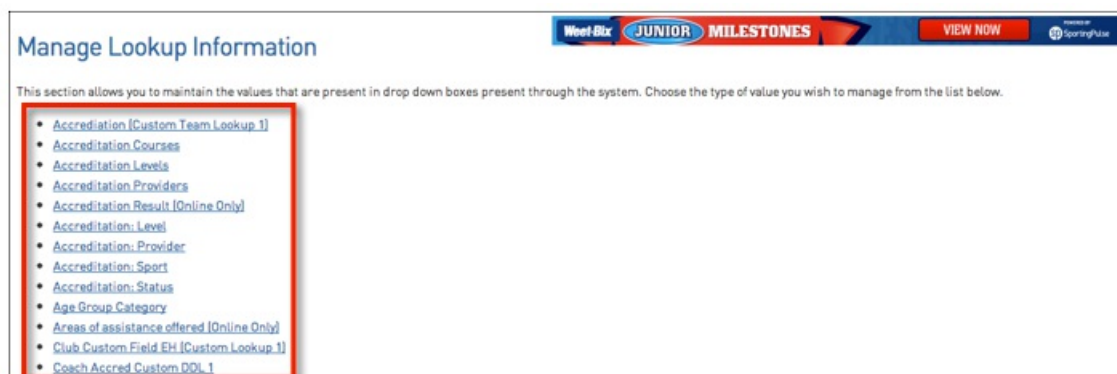 Weet-Bix JUNIOR MILESTONES VIEW NOW POWERED BY SportingPulse
Manage Lookup Information
This section allows you to maintain the values that are present in drop down boxes present through the system. Choose the type of value you wish to manage from the list below.
Accrediation (Custom Team Lookup 1)
Accreditation Courses
Accreditation Levels
Accreditation Providers
Accreditation Result (Online Only)
Accreditation: Level
Accreditation: Provider
Accreditation: Sport
Accreditation: Status
Age Group Category
Areas of assistance offered (Online Only)
Club Custom Field EH (Custom Lookup 1)
Coach Accred Custom DDL 1